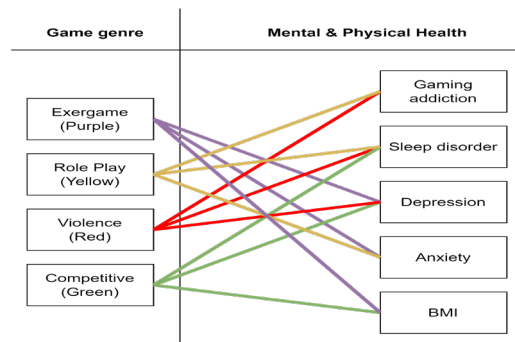 Game genre
Mental & Physical Health
Exergame
(Purple)
Role Play
(Yellow)
Violence
(Red)
Competitive
(Green)
Gaming
addiction
Sleep disorder
Depression
Anxiety
BMI